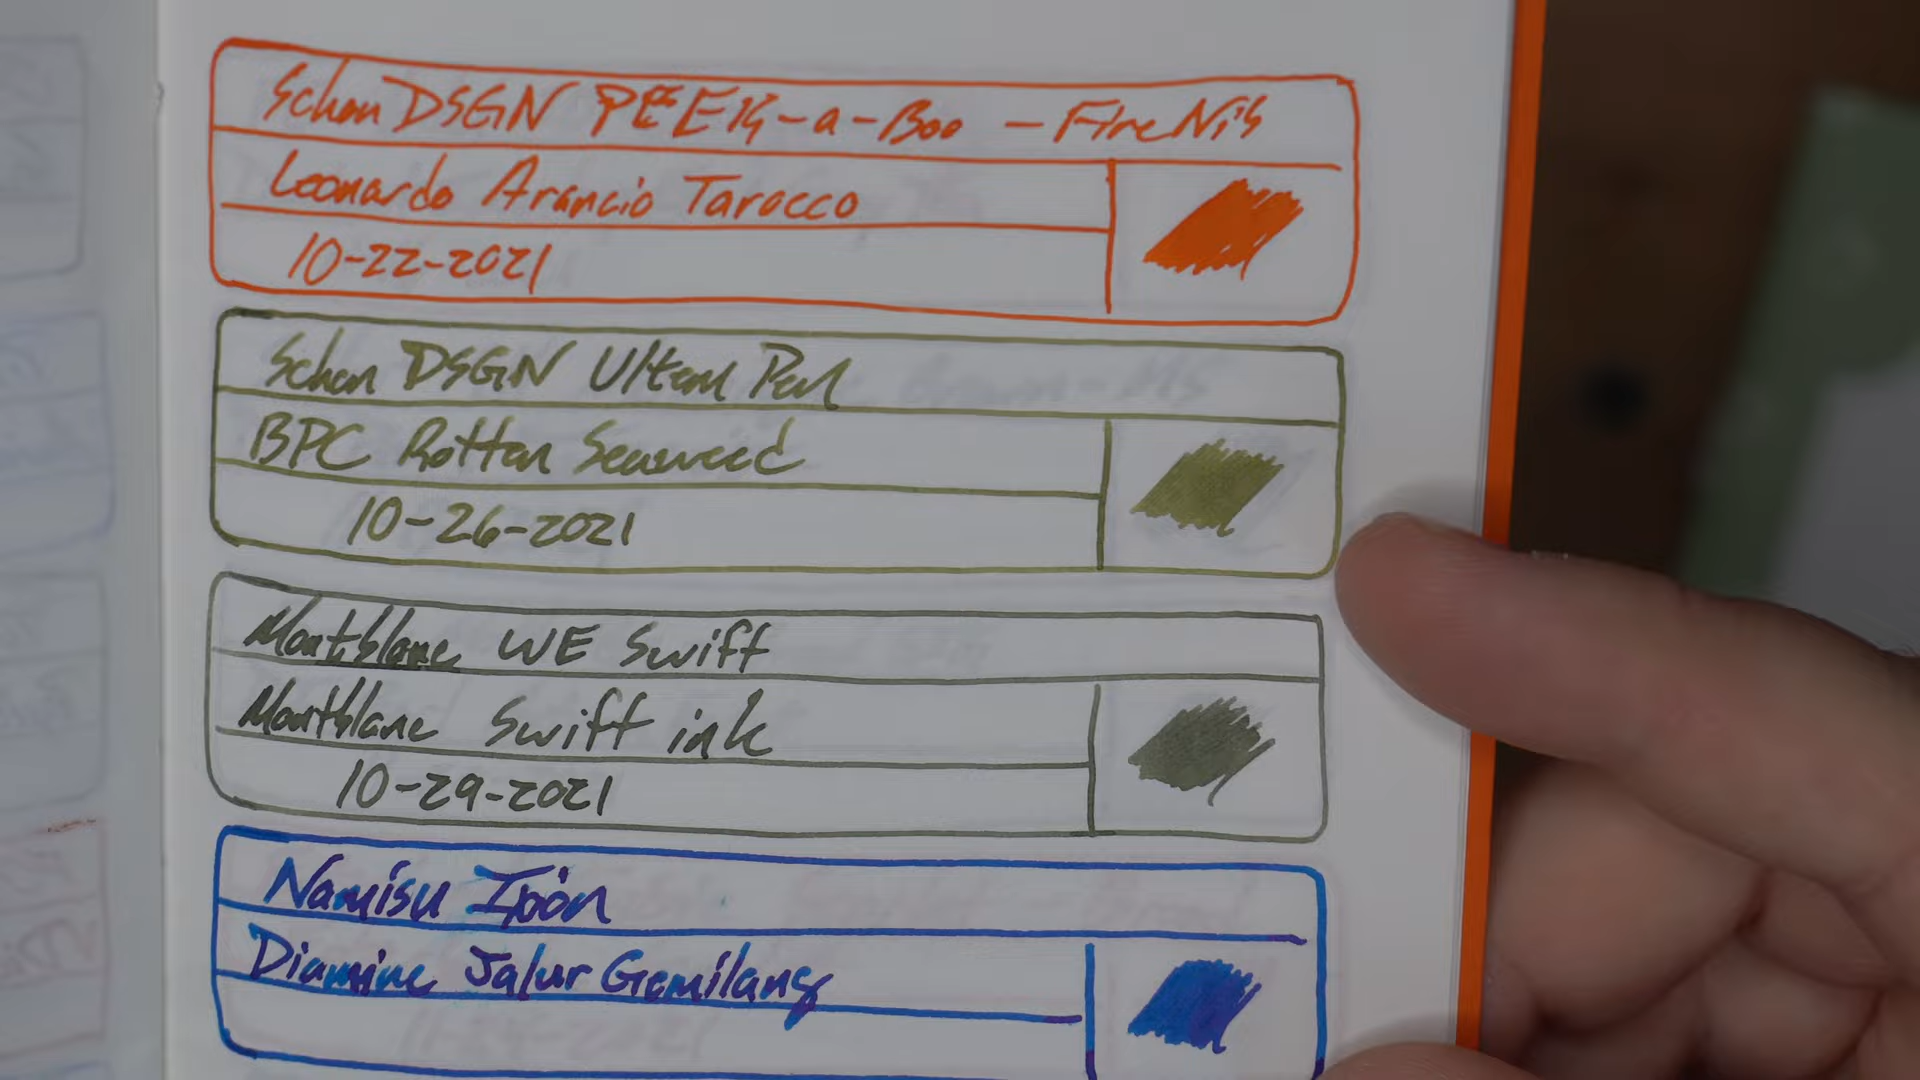 Schon DSGN PEEK-a-Boo - Fire Nib
Leonardo Arancio Tarocco
10-22-2021
Schon DSGN Ultem Pen
BPC Rotten Seaweed
10-26-2021
Montblanc WE Swift
Montblanc Swift ink
10-29-2021
Namisu Ixion
Diamine Jalur Gemilang